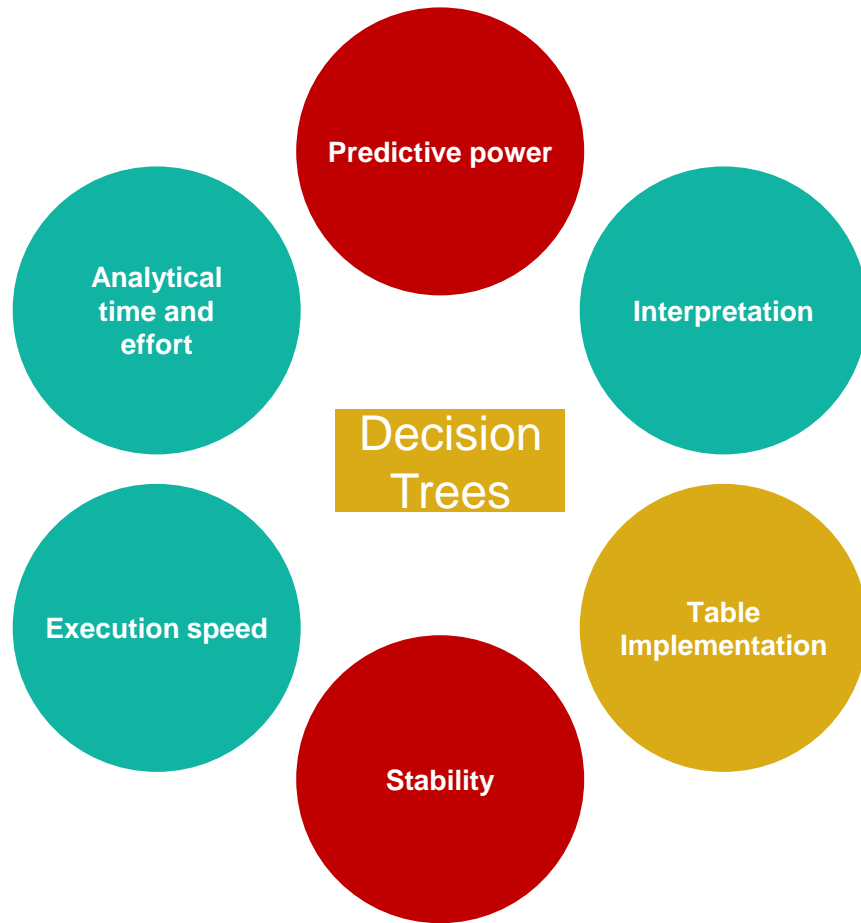 Predictive power
Analytical
time and
effort
Interpretation
Decision
Trees
Execution speed
Table
Implementation
Stability